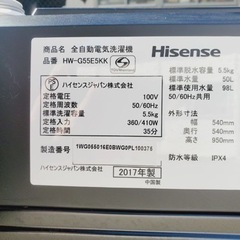 品名 全自動電気洗濯機
品番 HW-G55E5KK
Hisense
ハイセンスジャパン株式会社
定格電圧 100V
定格周波数 50/60Hz
定格容量 5.5kg
定格消費電力 360/410W
定格時間 35分
標準脱水容量 5.5kg
標準水量 50L
標準使用水量 98L
50/60Hz共用
外形寸法
幅 540mm
奥行 540mm
高さ 950mm
防水等級 IPX4
ハイセンスジャパン株式会社
製造番号
2017年製
中国製